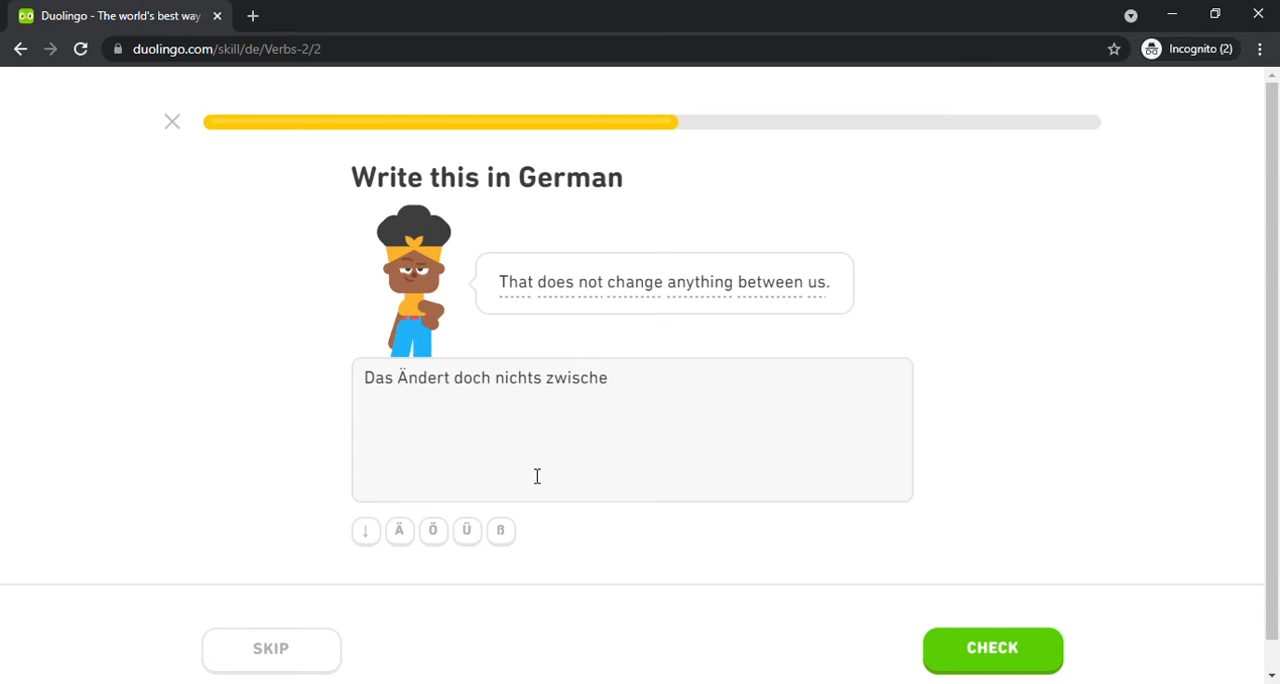 Duolingo - The world's best way
duolingo.com/skill/de/Verbs-2/2
Incognito (2)
Write this in German
That does not change anything between us.
Das Ändert doch nichts zwische
↓ Ä Ö Ü ß
SKIP
CHECK